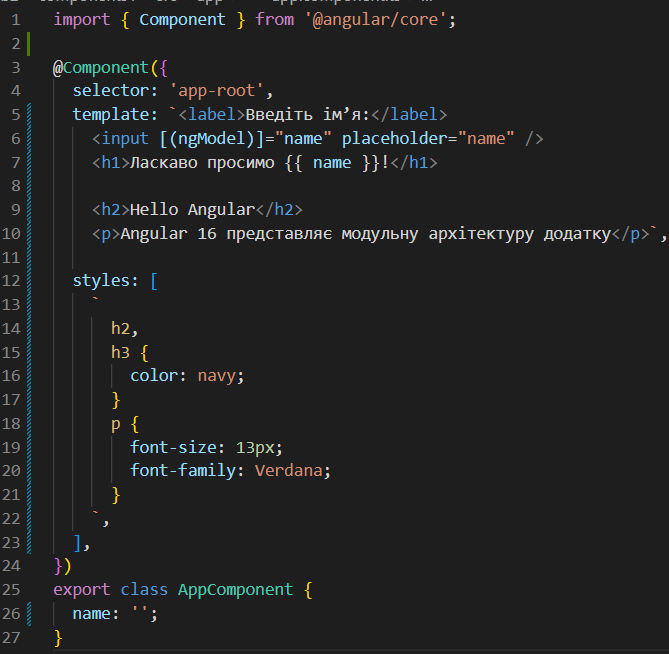 1 import { Component } from '@angular/core';
2
3 @Component({
4 selector: 'app-root',
5 template: `<label>Введіть ім’я:</label>
6 <input [(ngModel)]="name" placeholder="name" />
7 <h1>Ласкаво просимо {{ name }}!</h1>
8
9 <h2>Hello Angular</h2>
10 <p>Angular 16 представляє модульну архітектуру додатку</p>`,
11
12 styles: [
13 `
14 h2,
15 h3 {
16 color: navy;
17 }
18 p {
19 font-size: 13px;
20 font-family: Verdana;
21 }
22 `,
23 ],
24 })
25 export class AppComponent {
26 name: '';
27 }